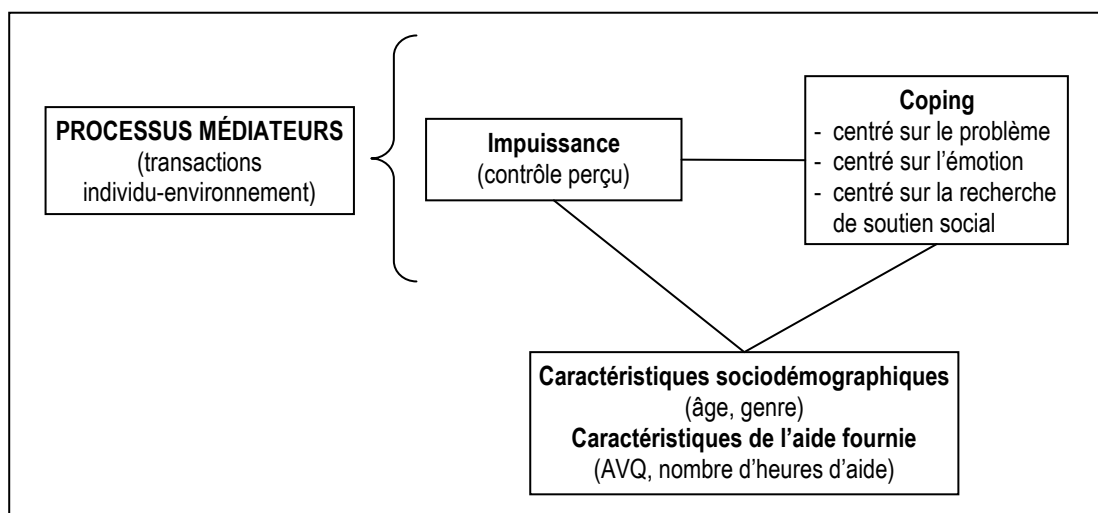 PROCESSUS MÉDIATEURS
(transactions
individu-environnement)
Impuissance
(contrôle perçu)
Coping
- centré sur le problème
- centré sur l’émotion
- centré sur la recherche
de soutien social
Caractéristiques sociodémographiques
(âge, genre)
Caractéristiques de l’aide fournie
(AVQ, nombre d’heures d’aide)